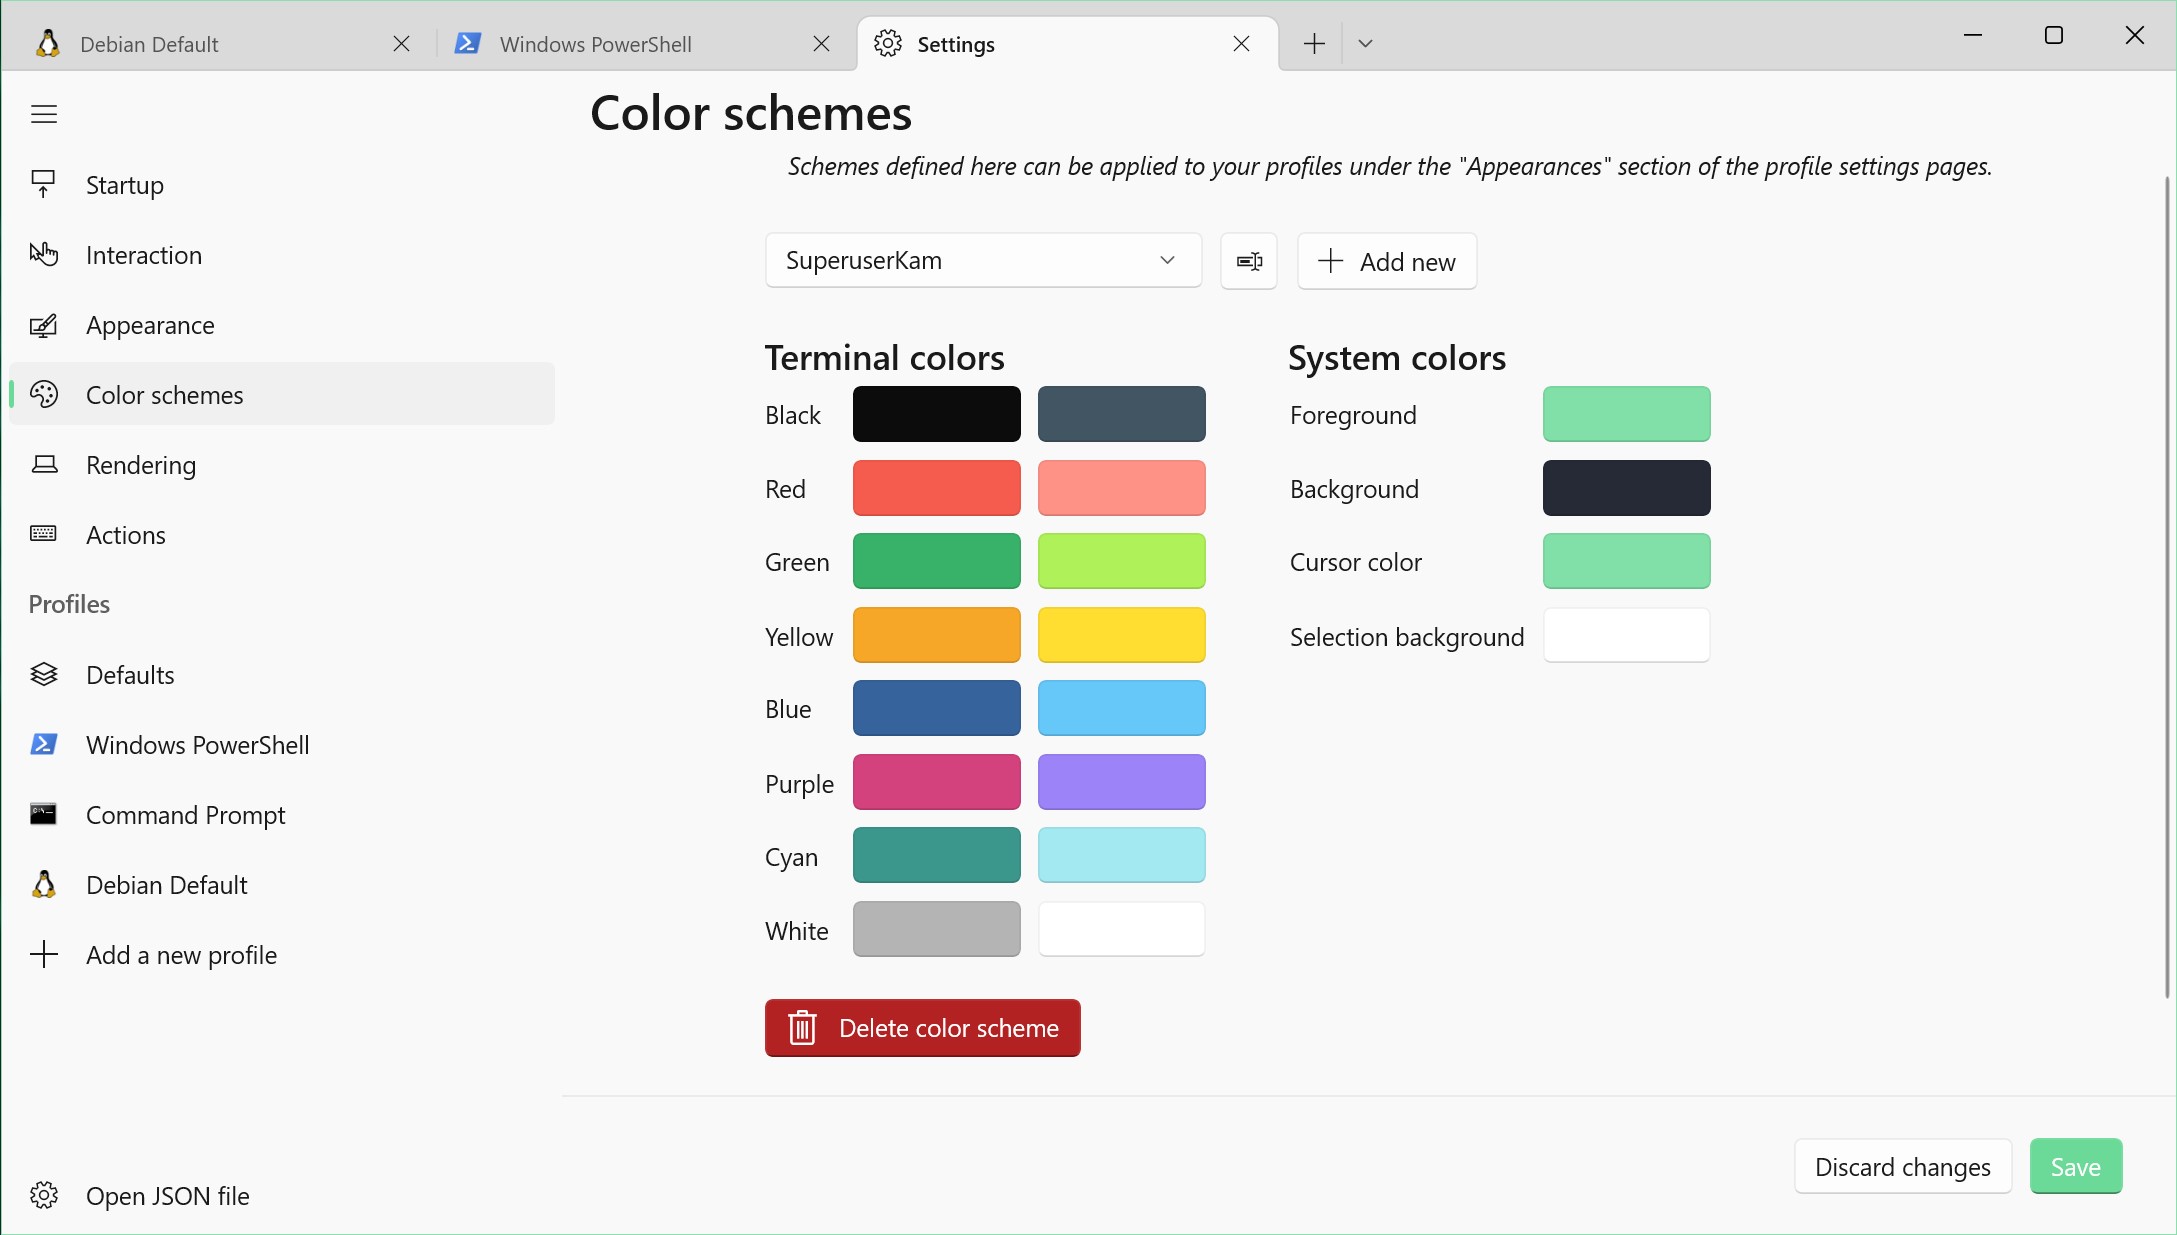 Debian Default
Windows PowerShell
Settings
Color schemes
Startup
Interaction
Appearance
Color schemes
Rendering
Actions
Profiles
Defaults
Windows PowerShell
Command Prompt
Debian Default
Add a new profile
Open JSON file
Schemes defined here can be applied to your profiles under the "Appearances" section of the profile settings pages.
SuperuserKam
Add new
Terminal colors
Black
Red
Green
Yellow
Blue
Purple
Cyan
White
System colors
Foreground
Background
Cursor color
Selection background
Delete color scheme
Discard changes
Save